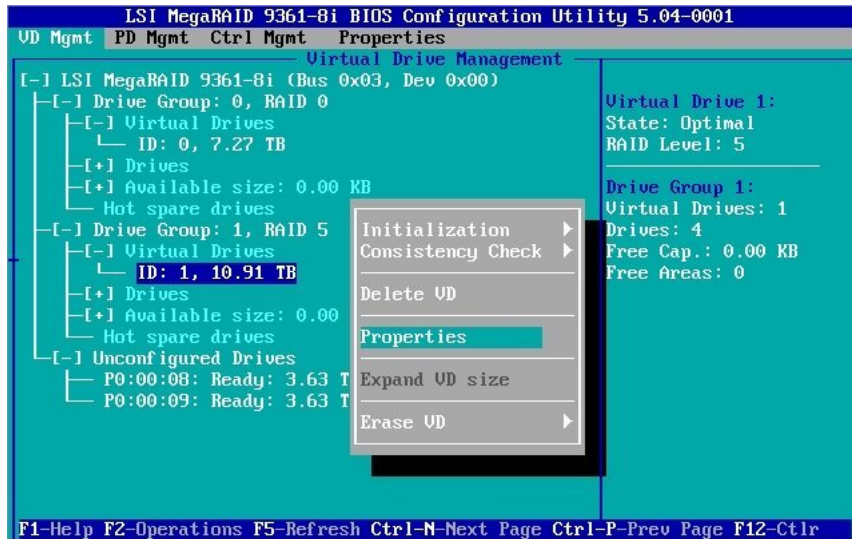 LSI MegaRAID 9361-8i BIOS Configuration Utility 5.04-0001
VD Mgmt PD Mgmt Ctrl Mgmt Properties
Virtual Drive Management
[-] LSI MegaRAID 9361-8i (Bus 0x03, Dev 0x00)
[-] Drive Group: 0, RAID 0
[-] Virtual Drives
ID: 0, 7.27 TB
[+] Drives
[+] Available size: 0.00 KB
Hot spare drives
[-] Drive Group: 1, RAID 5
[-] Virtual Drives
ID: 1, 10.91 TB
[+] Drives
[+] Available size: 0.00
Hot spare drives
[-] Unconfigured Drives
P0:00:08: Ready: 3.63 T
P0:00:09: Ready: 3.63 T
Initialization
Consistency Check
Delete VD
Properties
Expand VD size
Erase VD
Virtual Drive 1:
State: Optimal
RAID Level: 5
Drive Group 1:
Virtual Drives: 1
Drives: 4
Free Cap.: 0.00 KB
Free Areas: 0
F1-Help F2-Operations F5-Refresh Ctrl-N-Next Page Ctrl-P-Prev Page F12-Ctlr